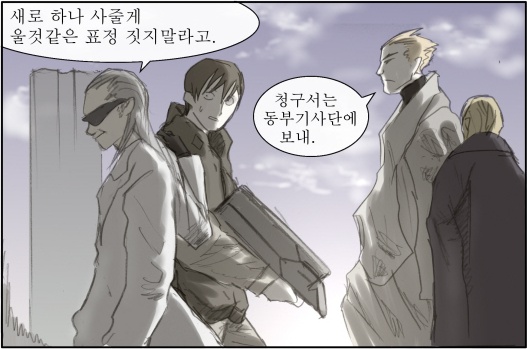 새로 하나 사줄게
울것같은 표정 짓지말라고.
청구서는
동부기사단에
보내.